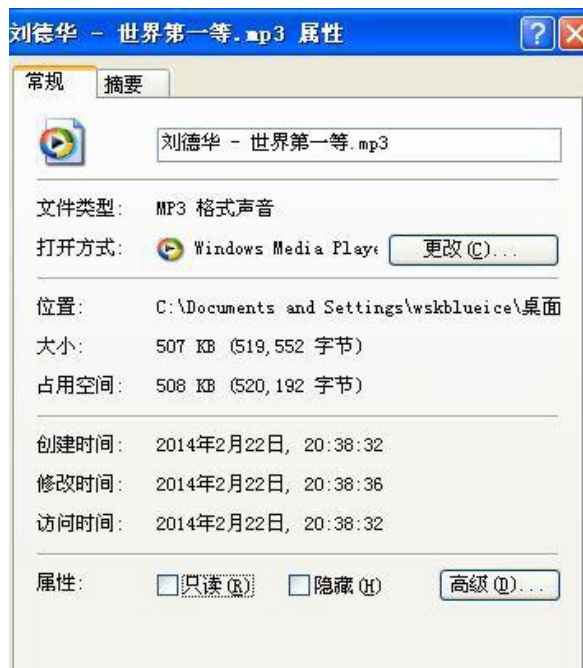 刘德华 - 世界第一等.mp3 属性
常规 摘要
刘德华 - 世界第一等.mp3
文件类型: MP3 格式声音
打开方式: Windows Media Playe 更改(C)...
位置: C:\Documents and Settings\wskblueice\桌面
大小: 507 KB (519,552 字节)
占用空间: 508 KB (520,192 字节)
创建时间: 2014年2月22日, 20:38:32
修改时间: 2014年2月22日, 20:38:36
访问时间: 2014年2月22日, 20:38:32
属性: 只读(R) 隐藏(H) 高级(D)...